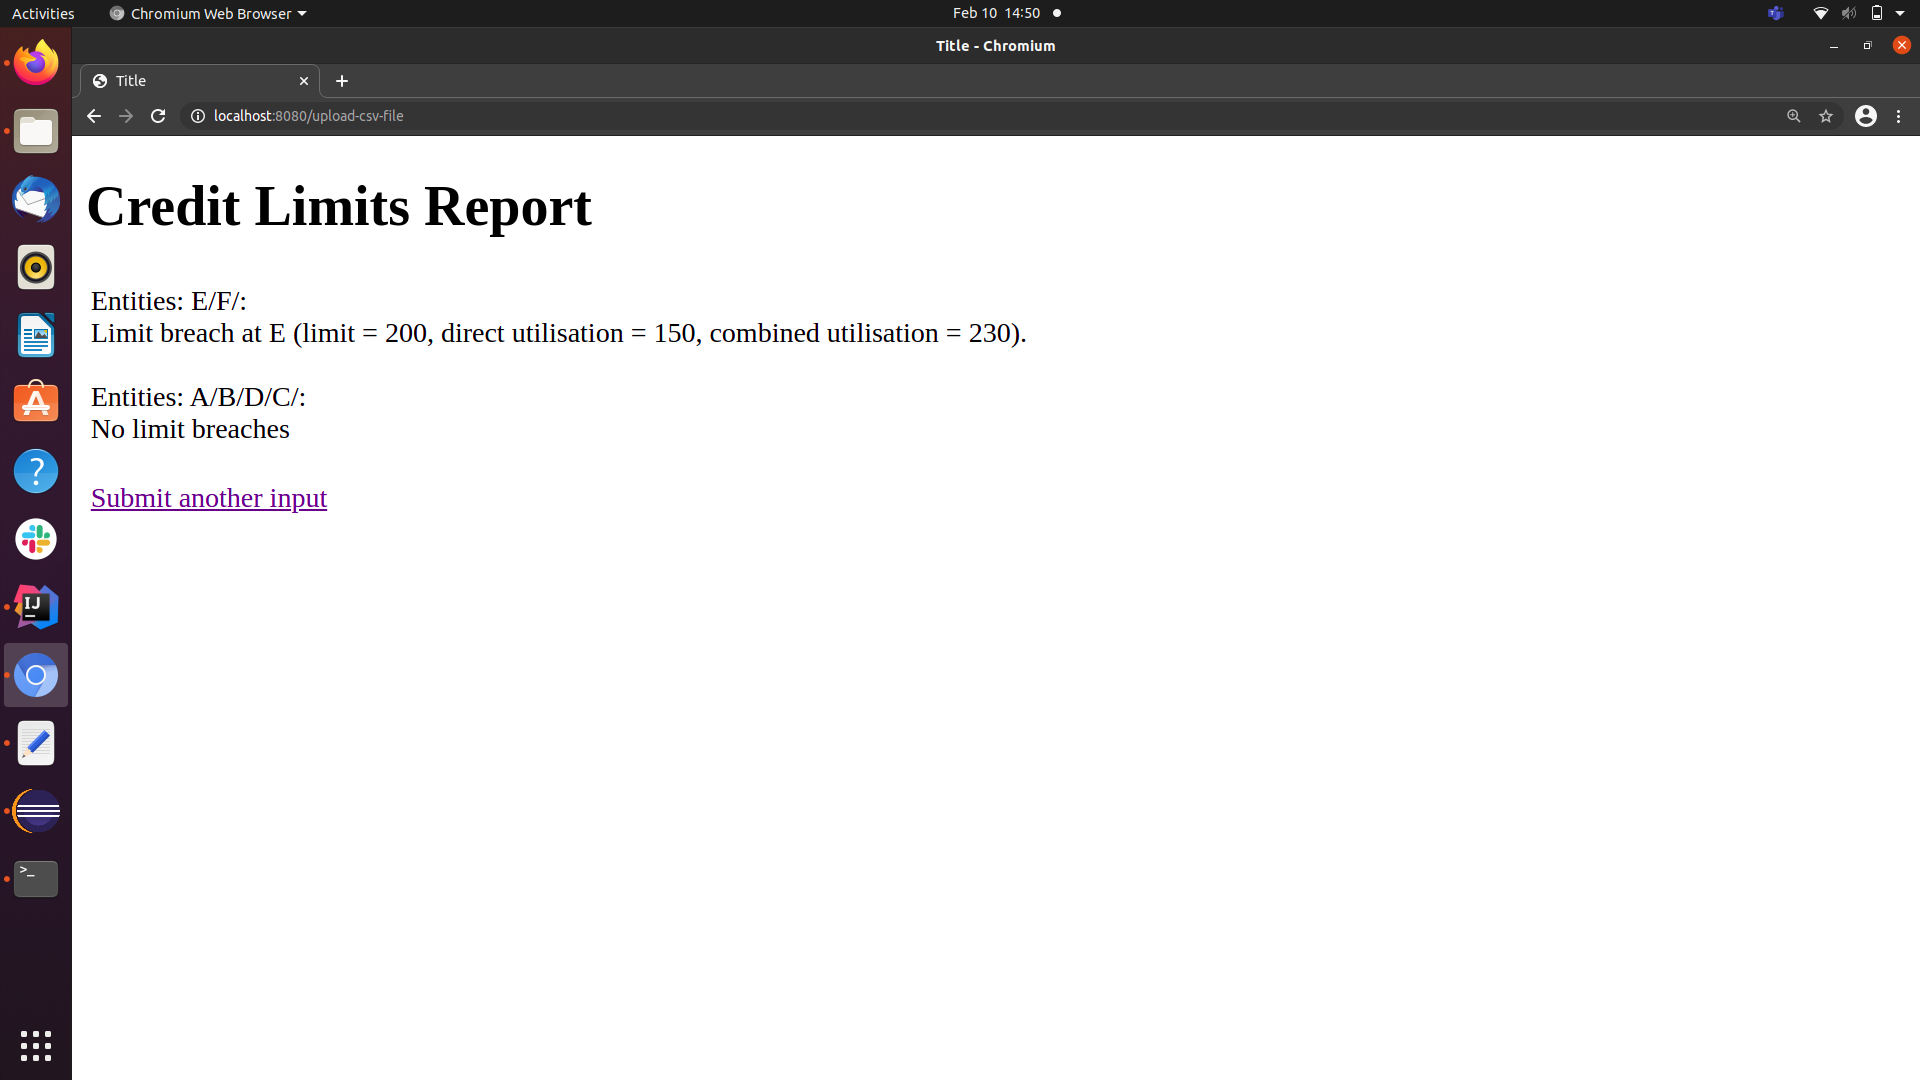 Activities
Chromium Web Browser
Feb 10 14:50
Title - Chromium
Title
localhost:8080/upload-csv-file
Credit Limits Report
Entities: E/F/:
Limit breach at E (limit = 200, direct utilisation = 150, combined utilisation = 230).
Entities: A/B/D/C/:
No limit breaches
Submit another input
?
IJ
>_